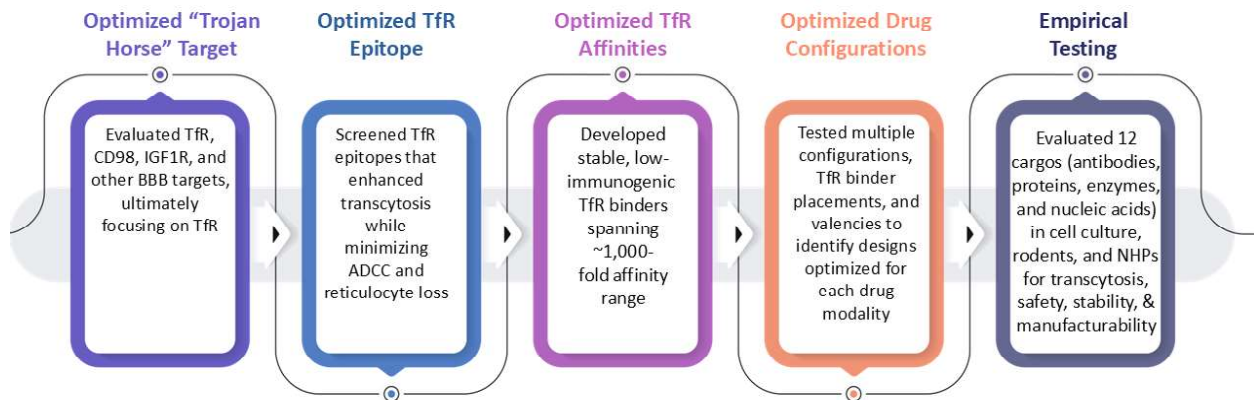 Optimized “Trojan
Horse” Target
Evaluated TfR,
CD98, IGF1R, and
other BBB targets,
ultimately
focusing on TfR
Optimized TfR
Epitope
Screened TfR
epitopes that
enhanced
transcytosis
while
minimizing
ADCC and
reticulocyte loss
Optimized TfR
Affinities
Developed
stable, low-
immunogenic
TfR binders
spanning
~1,000-
fold affinity
range
Optimized Drug
Configurations
Tested multiple
configurations,
TfR binder
placements, and
valencies to
identify designs
optimized for
each drug
modality
Empirical
Testing
Evaluated 12
cargos (antibodies,
proteins, enzymes,
and nucleic acids)
in cell culture,
rodents, and NHPs
for transcytosis,
safety, stability, &
manufacturability